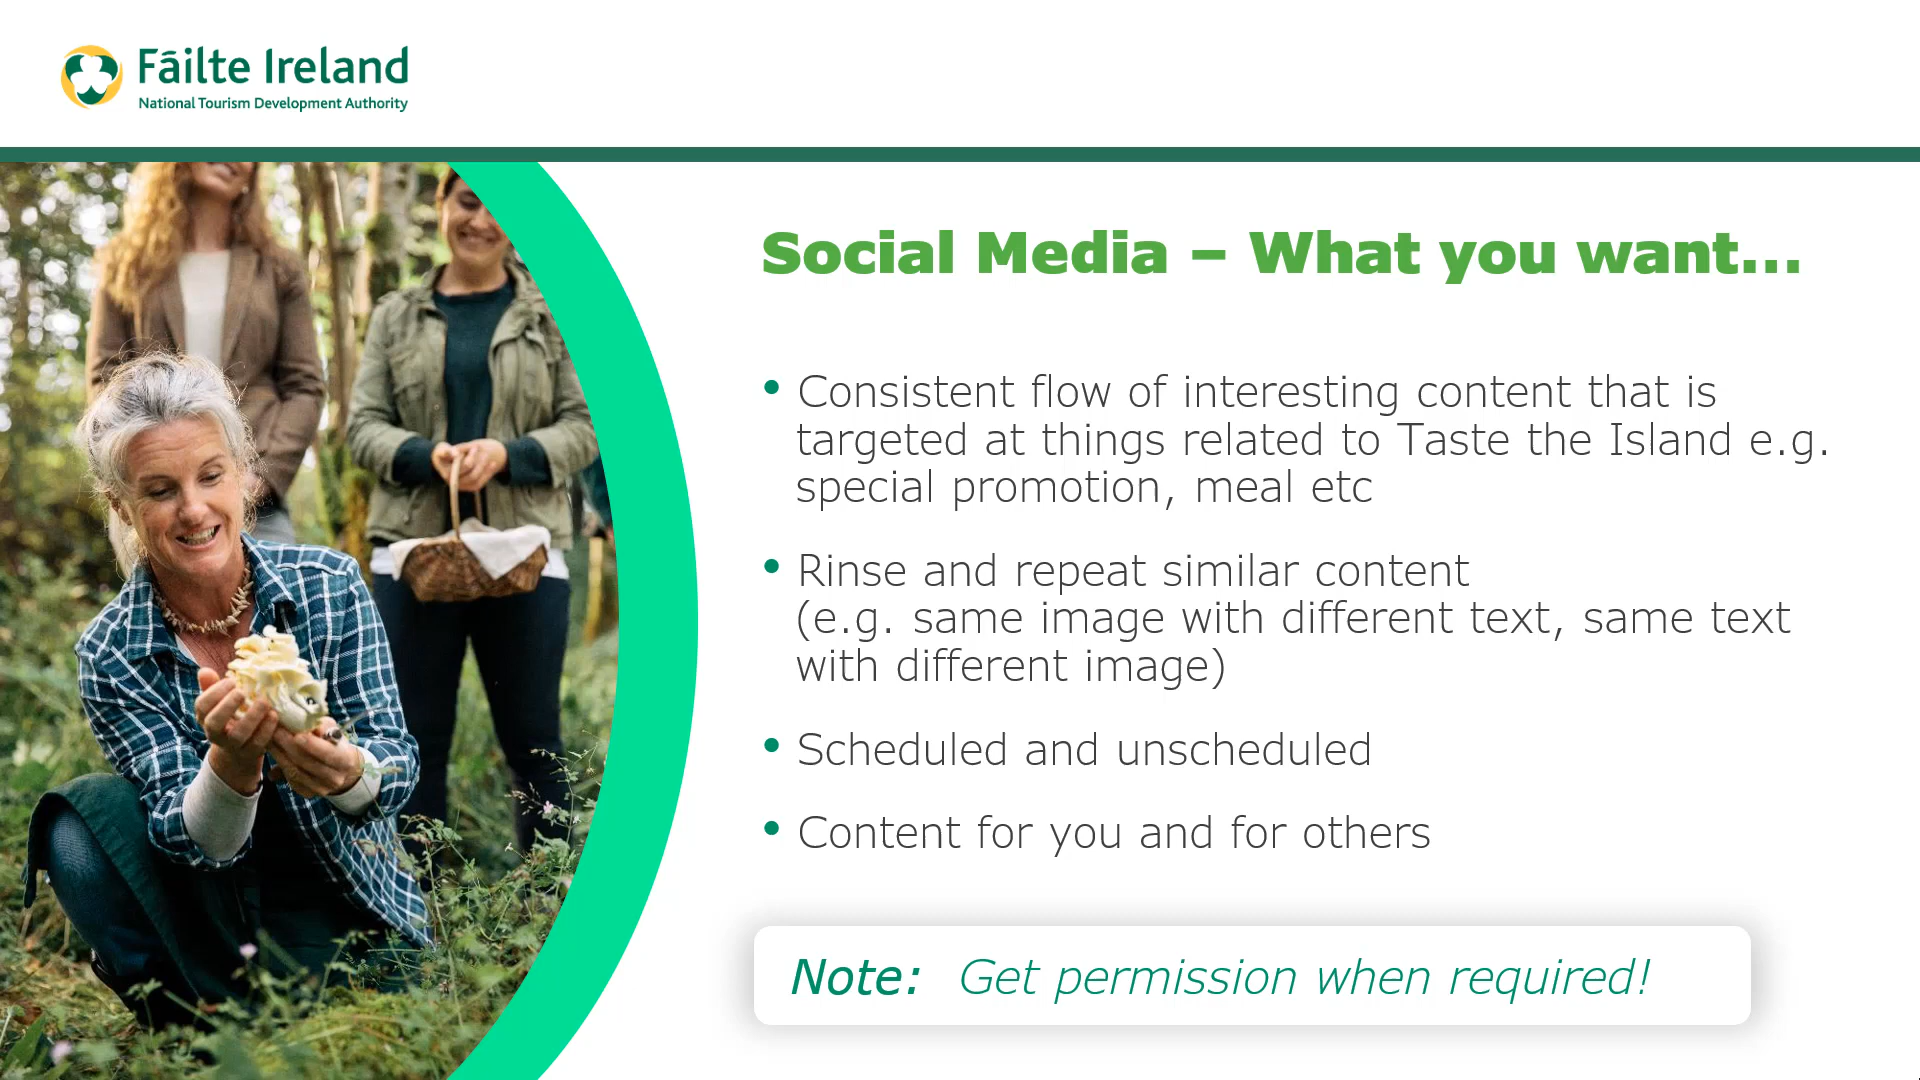 Fáilte Ireland
National Tourism Development Authority
Social Media – What you want...
• Consistent flow of interesting content that is
targeted at things related to Taste the Island e.g.
special promotion, meal etc
• Rinse and repeat similar content
(e.g. same image with different text, same text
with different image)
• Scheduled and unscheduled
• Content for you and for others
Note: Get permission when required!